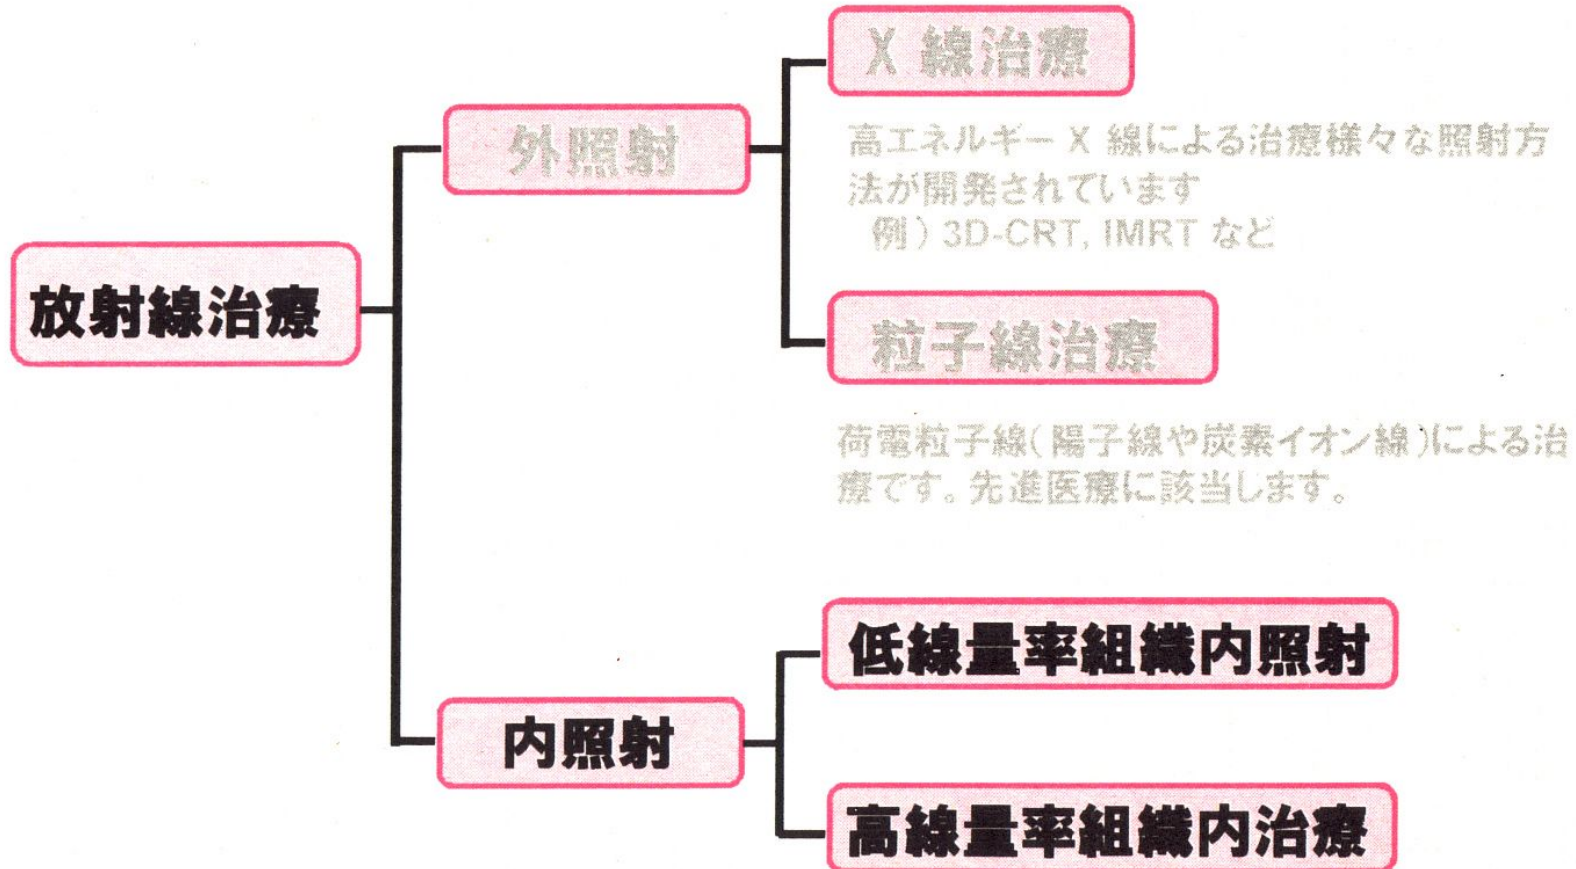 放射線治療
外照射
X 線治療
高エネルギー X 線による治療様々な照射方
法が開発されています
例) 3D-CRT, IMRT など
粒子線治療
荷電粒子線(陽子線や炭素イオン線)による治
療です。先進医療に該当します。
内照射
低線量率組織内照射
高線量率組織内治療